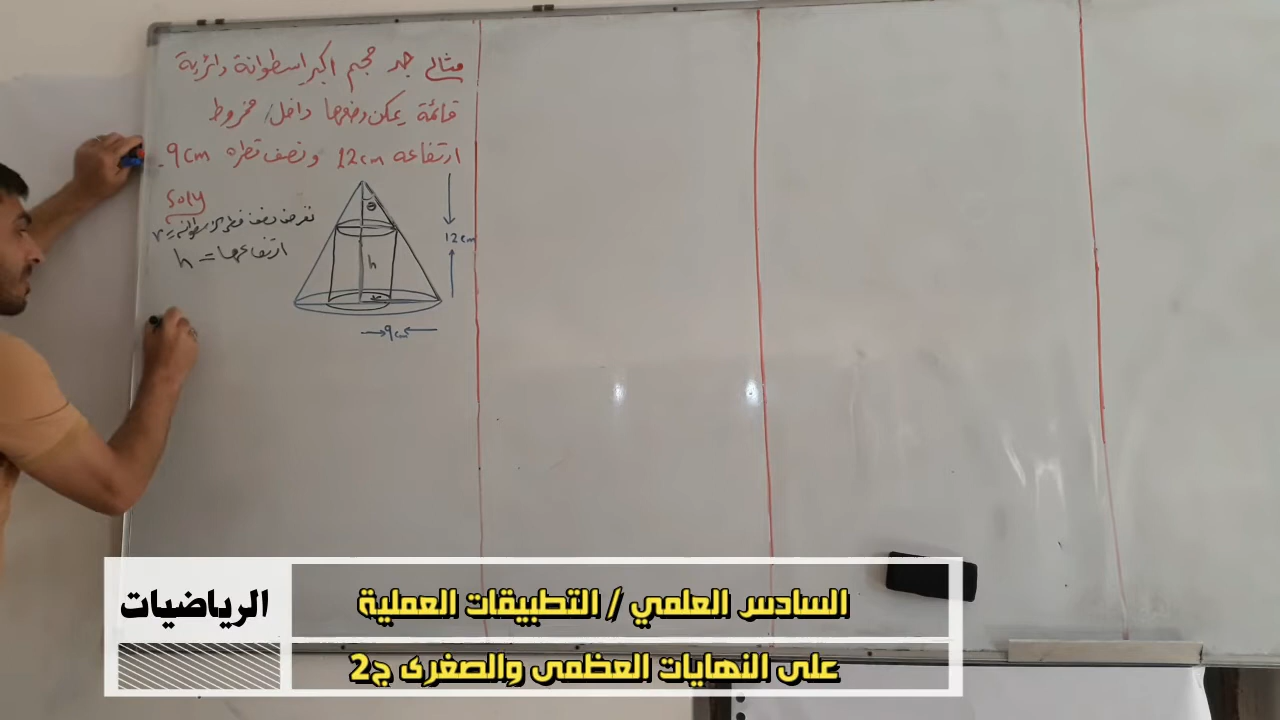 مثال جد حجم اكبر اسطوانة دائرية
قائمة يمكن وضعها داخل مخروط
ارتفاعه 12cm ونصف قطره 9cm.
Sol/
نفرض نصف قطر الاسطوانة = r
ارتفاعها = h
θ
h
r
12cm
9cm
الرياضيات
السادس العلمي / التطبيقات العملية
على النهايات العظمى والصغرى ج2